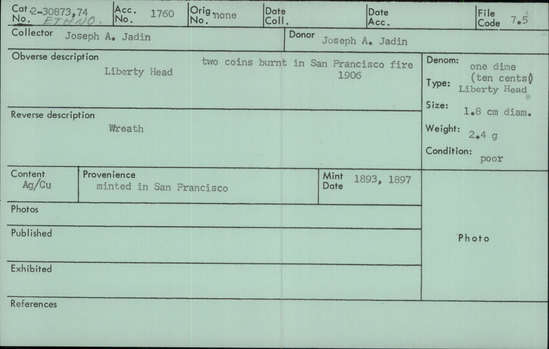 Cat No. 2-30873,74 ETHNO. Acc. No. 1760 Orig No. none Date Coll. Date Acc. File Code 7.5
Collector Joseph A. Jadin Donor Joseph A. Jadin
Obverse description two coins burnt in San Francisco fire
Liberty Head 1906
Denom: one dime
(ten cents)
Type: Liberty Head
Size: 1.8 cm diam.
Weight: 2.4 g
Condition: poor
Reverse description
Wreath
Content Ag/Cu Provenience minted in San Francisco Mint Date 1893, 1897
Photos
Published
Exhibited
References
Photo